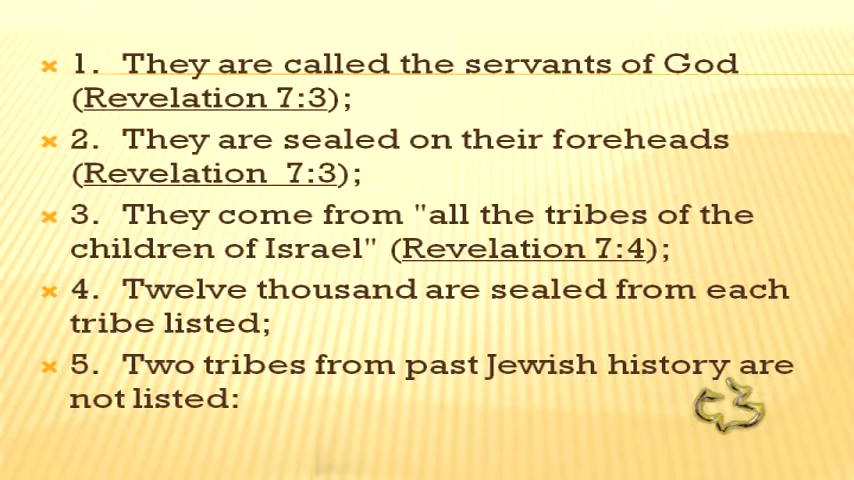 1. They are called the servants of God
(Revelation 7:3);
2. They are sealed on their foreheads
(Revelation 7:3);
3. They come from "all the tribes of the
children of Israel" (Revelation 7:4);
4. Twelve thousand are sealed from each
tribe listed;
5. Two tribes from past Jewish history are
not listed: